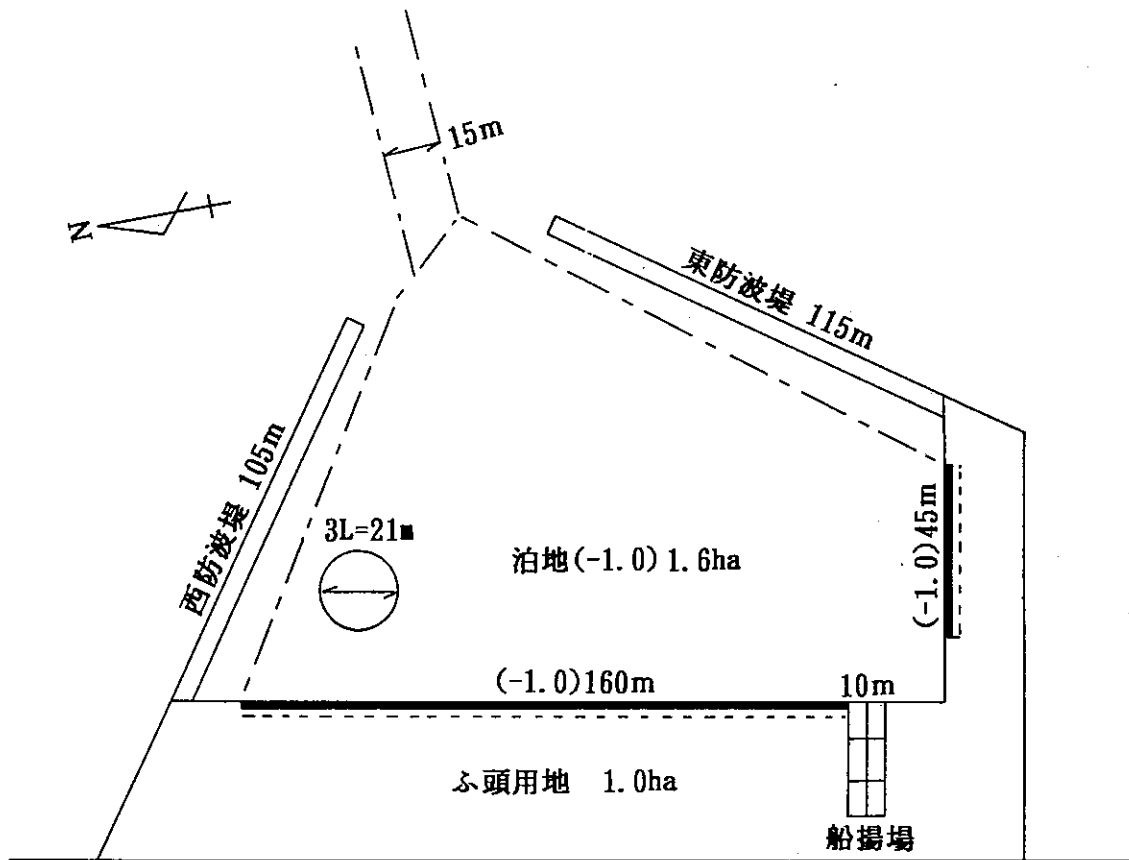 15m
N
東防波堤 115m
西防波堤 105m
3L=21m
泊地(-1.0)1.6ha
(-1.0)45m
(-1.0)160m
10m
ふ頭用地 1.0ha
船揚場